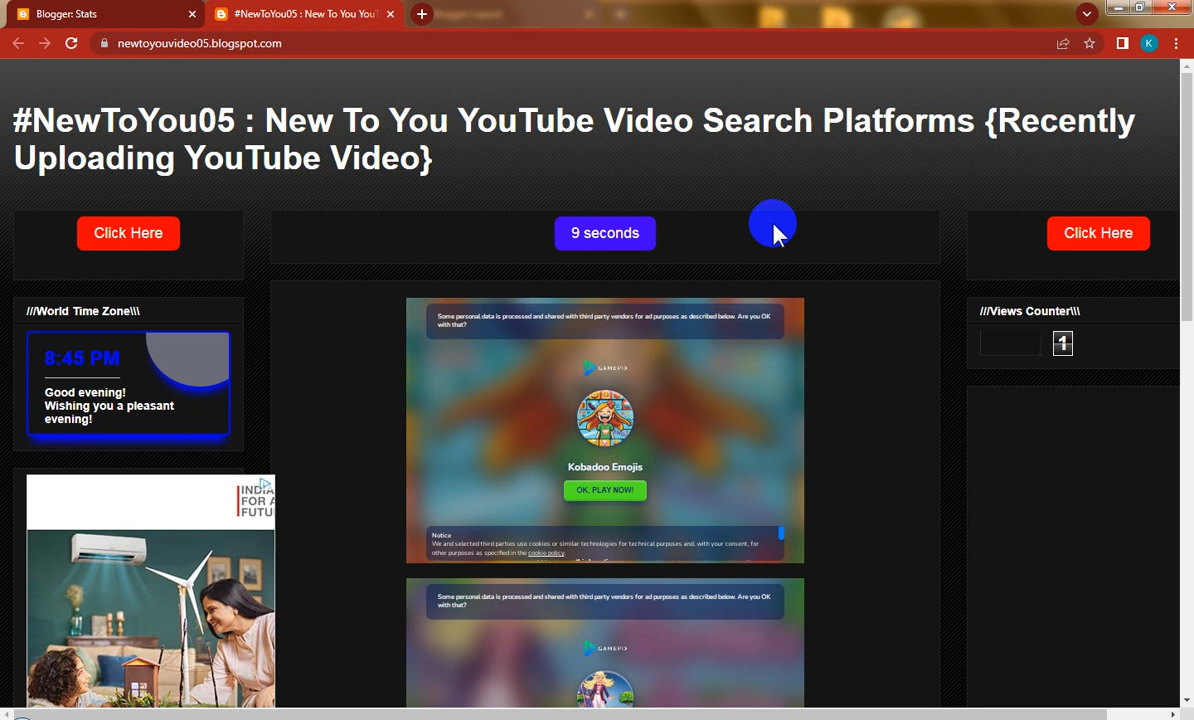 Blogger: Stats
#NewToYou05 : New To You YouT
newtoyouvideo05.blogspot.com
K
#NewToYou05 : New To You YouTube Video Search Platforms {Recently
Uploading YouTube Video}
Click Here
9 seconds
Click Here
///World Time Zone\\\
8:45 PM
Good evening!
Wishing you a pleasant
evening!
///Views Counter\\\
1
Some personal data is processed and shared with third party vendors for ad purposes as described below. Are you OK
with that?
GAMEPIX
Kobadoo Emojis
OK, PLAY NOW!
Notice
We and selected third parties use cookies or similar technologies for technical purposes and, with your consent, for
other purposes as specified in the cookie policy.
INDIA
FOR A
FUTU
Some personal data is processed and shared with third party vendors for ad purposes as described below. Are you OK
with that?
GAMEPIX